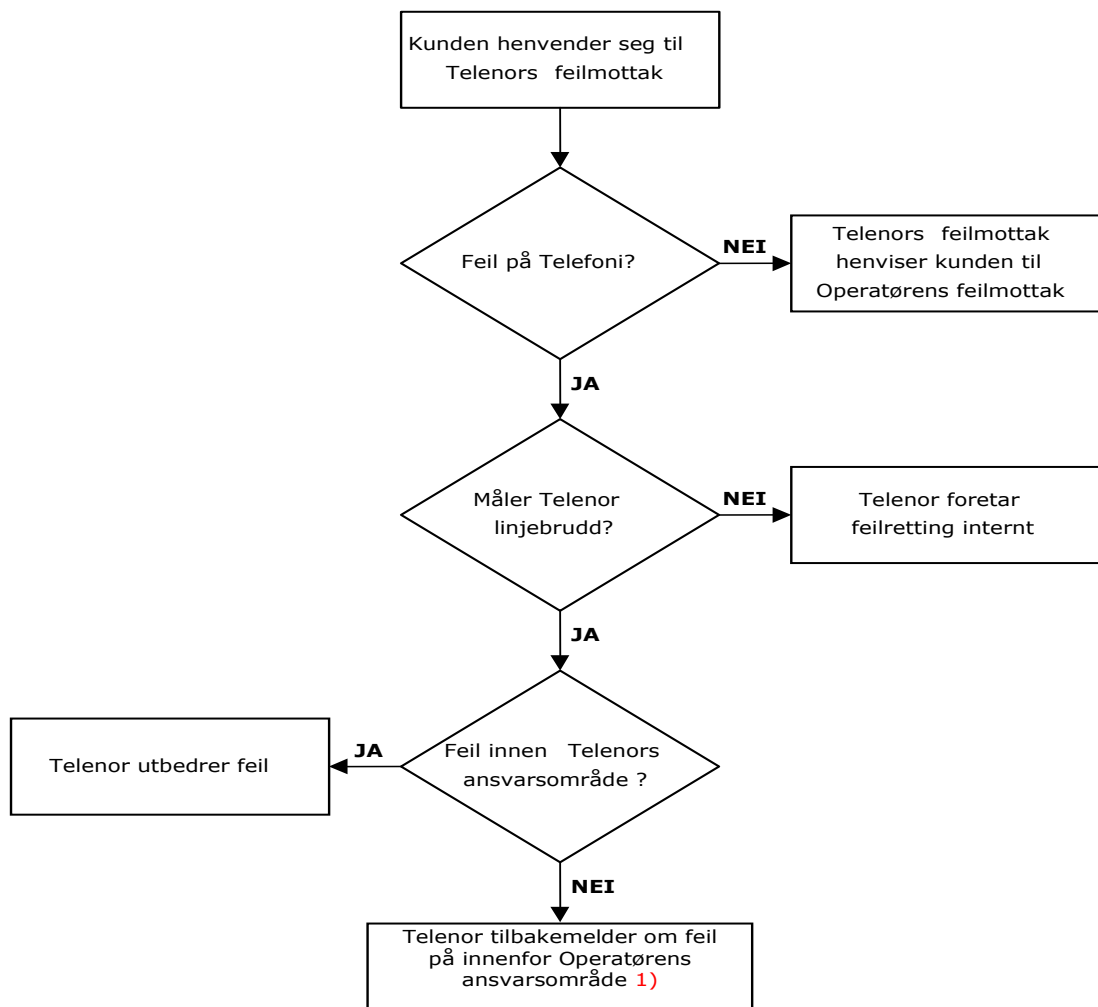 Kunden henvender seg til
Telenors feilmottak
Feil på Telefoni?
NEI
Telenors feilmottak
henviser kunden til
Operatørens feilmottak
JA
Måler Telenor
linjebrudd?
NEI
Telenor foretar
feilretting internt
JA
Feil innen Telenors
ansvarsområde ?
JA
Telenor utbedrer feil
NEI
Telenor tilbakemelder om feil
på innenfor Operatørens
ansvarsområde 1)